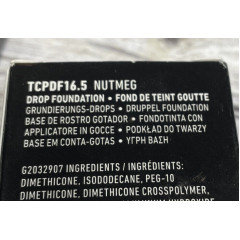 TCPDF16.5 NUTMEG
DROP FOUNDATION • FOND DE TEINT GOUTTE
GRUNDIERUNGS-DROPS • DRUPPEL FOUNDATION
BASE DE ROSTRO GOTADOR • FONDOTINTA CON
APPLICATORE IN GOCCE • PODKŁAD DO TWARZY
BASE EM CONTA-GOTAS • ΥΓΡΗ ΒΑΣΗ
G2032907 INGREDIENTS / INGRÉDIENTS:
DIMETHICONE, ISODODECANE, PEG-10
DIMETHICONE, DIMETHICONE CROSSPOLYMER,
HYDROXIDE